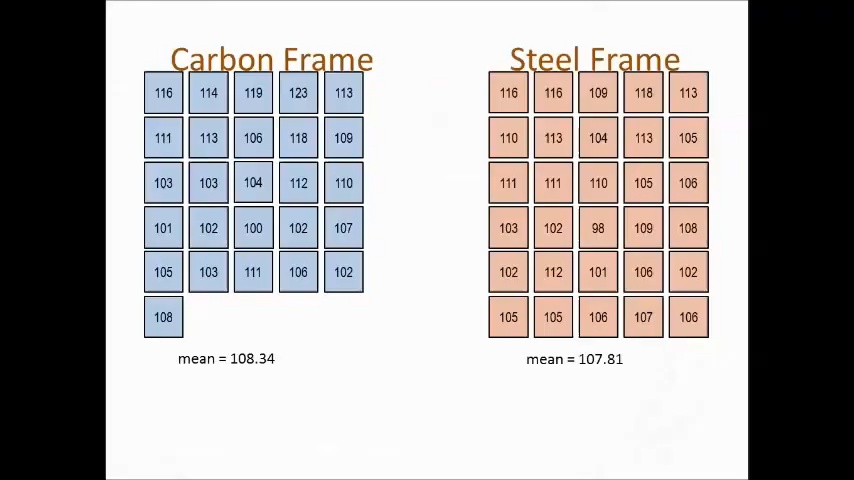 Carbon Frame Steel Frame
116 114 119 123 113 116 116 109 118 113
111 113 106 118 109 110 113 104 113 105
103 103 104 112 110 111 111 110 105 106
101 102 100 102 107 103 102 98 109 108
105 103 111 106 102 102 112 101 106 102
108 105 105 106 107 106
mean = 108.34 mean = 107.81